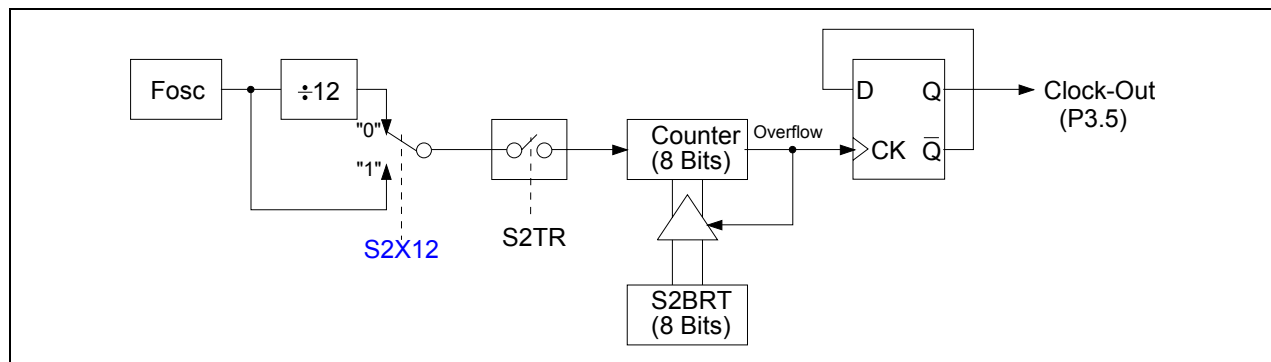 Fosc
÷12
"0"
"1"
S2X12
S2TR
Counter
(8 Bits)
Overflow
S2BRT
(8 Bits)
D
Q
CK
Q̅
Clock-Out
(P3.5)